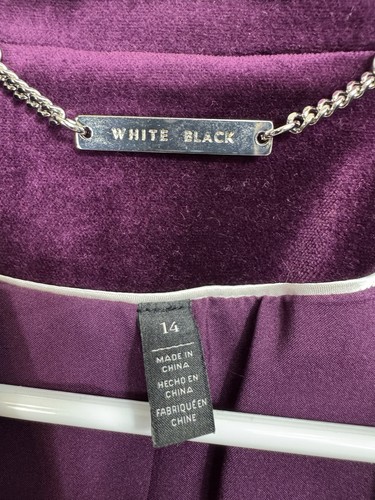 WHITE BLACK
14
MADE IN
CHINA
HECHO EN
CHINA
FABRIQUÉ EN
CHINE